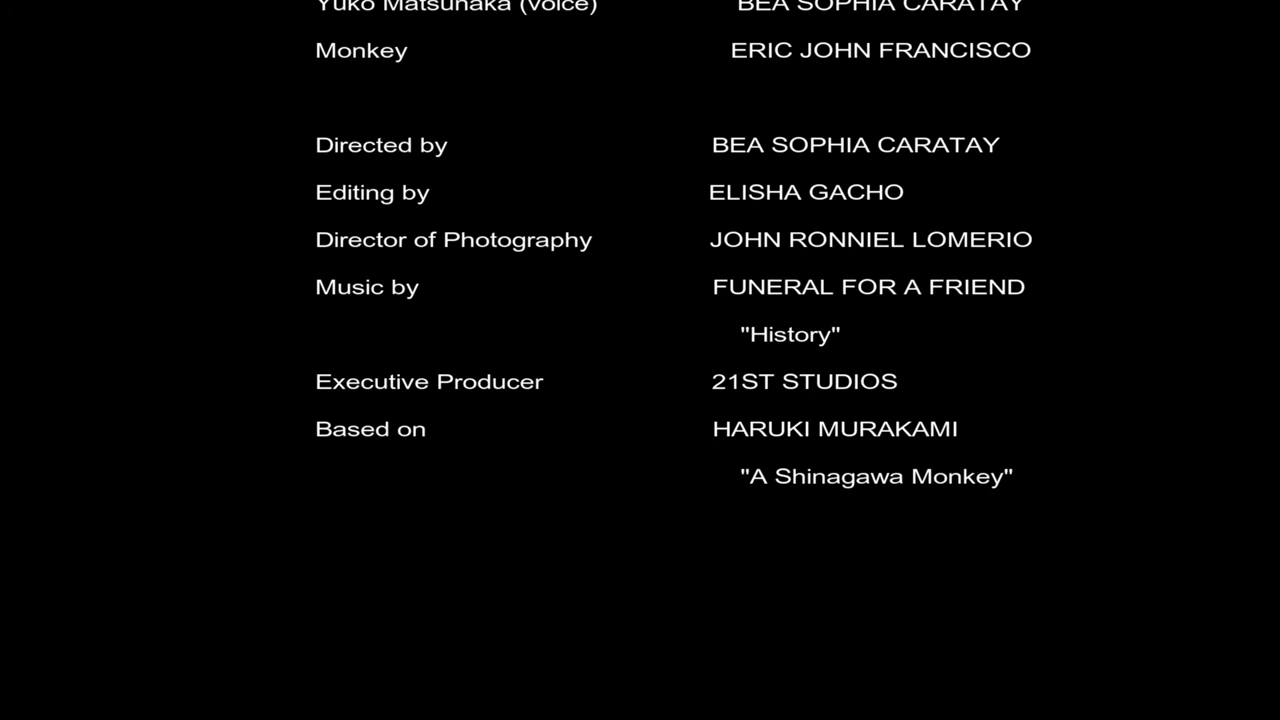 Yuko Matsunaka (voice) BEA SOPHIA CARATAY
Monkey ERIC JOHN FRANCISCO
Directed by BEA SOPHIA CARATAY
Editing by ELISHA GACHO
Director of Photography JOHN RONNIEL LOMERIO
Music by FUNERAL FOR A FRIEND
"History"
Executive Producer 21ST STUDIOS
Based on HARUKI MURAKAMI
"A Shinagawa Monkey"